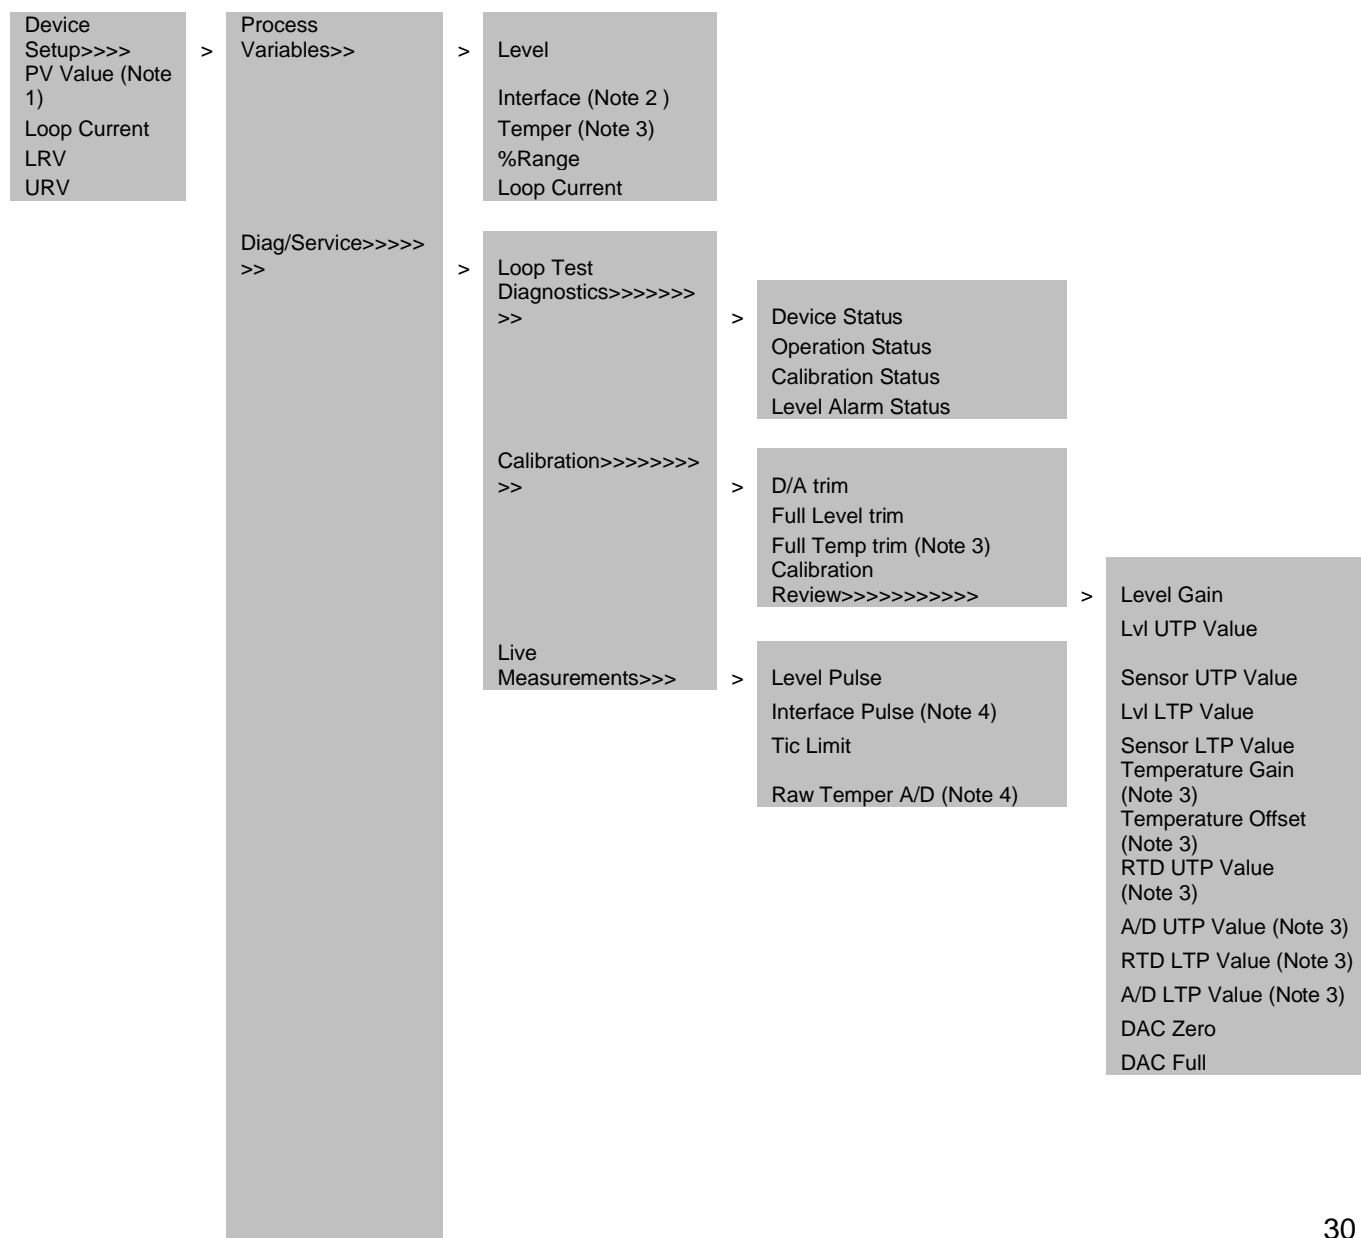 Device
Setup>>>>
PV Value (Note
1)
Loop Current
LRV
URV
>
Process
Variables>>
>
Level
Interface (Note 2 )
Temper (Note 3)
%Range
Loop Current
Diag/Service>>>>>
>>
>
Loop Test
Diagnostics>>>>>>>
>>
>
Device Status
Operation Status
Calibration Status
Level Alarm Status
Calibration>>>>>>>>
>>
>
D/A trim
Full Level trim
Full Temp trim (Note 3)
Calibration
Review>>>>>>>>>>>
>
Level Gain
Lvl UTP Value
Sensor UTP Value
Lvl LTP Value
Sensor LTP Value
Temperature Gain
(Note 3)
Temperature Offset
(Note 3)
RTD UTP Value
(Note 3)
A/D UTP Value (Note 3)
RTD LTP Value (Note 3)
A/D LTP Value (Note 3)
DAC Zero
DAC Full
Live
Measurements>>>
>
Level Pulse
Interface Pulse (Note 4)
Tic Limit
Raw Temper A/D (Note 4)
30